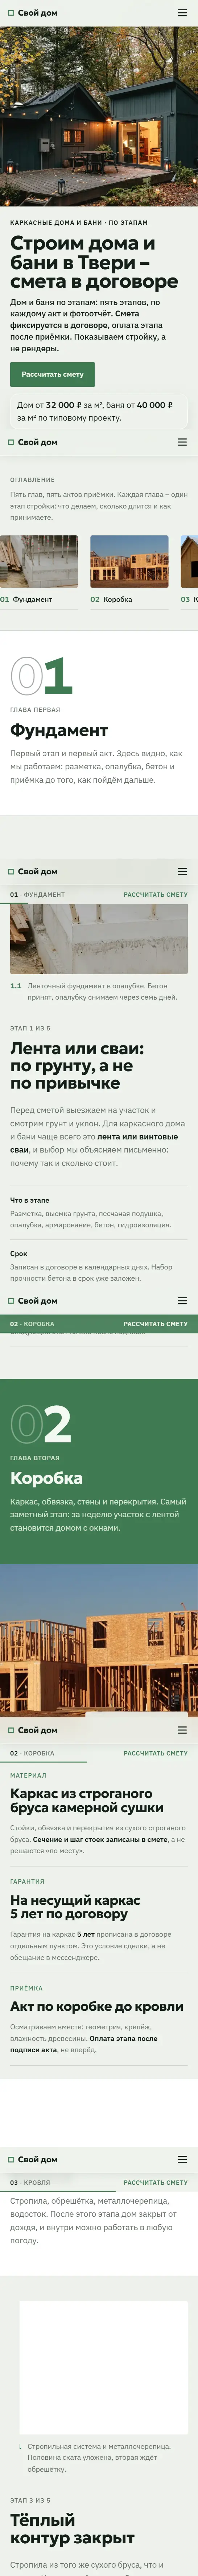 Свой дом
КАРКАСНЫЕ ДОМА И БАНИ · ПО ЭТАПАМ
Строим дома и
бани в Твери –
смета в договоре
Дом и баня по этапам: пять этапов, по
каждому акт и фотоотчёт. Смета
фиксируется в договоре, оплата этапа
после приёмки. Показываем стройку, а
не рендеры.
Рассчитать смету
Дом от 32 000 ₽ за м², баня от 40 000 ₽
за м² по типовому проекту.
Свой дом
ОГЛАВЛЕНИЕ
Пять глав, пять актов приёмки. Каждая глава – один
этап стройки: что делаем, сколько длится и как
принимаете.
01 Фундамент
02 Коробка
03 К
01
ГЛАВА ПЕРВАЯ
Фундамент
Первый этап и первый акт. Здесь видно, как
мы работаем: разметка, опалубка, бетон и
приёмка до того, как пойдём дальше.
Свой дом
01 · ФУНДАМЕНТ
РАССЧИТАТЬ СМЕТУ
1.1 Ленточный фундамент в опалубке. Бетон
принят, опалубку снимаем через семь дней.
ЭТАП 1 ИЗ 5
Лента или сваи:
по грунту, а не
по привычке
Перед сметой выезжаем на участок и
смотрим грунт и уклон. Для каркасного дома
и бани чаще всего это лента или винтовые
сваи, и выбор мы объясняем письменно:
почему так и сколько стоит.
Что в этапе
Разметка, выемка грунта, песчаная подушка,
опалубка, армирование, бетон, гидроизоляция.
Срок
Записан в договоре в календарных днях. Набор
прочности бетона в срок уже заложен.
Свой дом
02 · КОРОБКА
РАССЧИТАТЬ СМЕТУ
02
ГЛАВА ВТОРАЯ
Коробка
Каркас, обвязка, стены и перекрытия. Самый
заметный этап: за неделю участок с лентой
становится домом с окнами.
Свой дом
02 · КОРОБКА
РАССЧИТАТЬ СМЕТУ
МАТЕРИАЛ
Каркас из строганого
бруса камерной сушки
Стойки, обвязка и перекрытия из сухого строганого
бруса. Сечение и шаг стоек записаны в смете, а не
решаются «по месту».
ГАРАНТИЯ
На несущий каркас
5 лет по договору
Гарантия на каркас 5 лет прописана в договоре
отдельным пунктом. Это условие сделки, а не
обещание в мессенджере.
ПРИЁМКА
Акт по коробке до кровли
Осматриваем вместе: геометрия, крепёж,
влажность древесины. Оплата этапа после
подписи акта, не вперёд.
Свой дом
03 · КРОВЛЯ
РАССЧИТАТЬ СМЕТУ
Стропила, обрешётка, металлочерепица,
водосток. После этого этапа дом закрыт от
дождя, и внутри можно работать в любую
погоду.
Стропильная система и металлочерепица.
Половина ската уложена, вторая ждёт
обрешётку.
ЭТАП 3 ИЗ 5
Тёплый
контур закрыт
Стропила из того же сухого бруса, что и